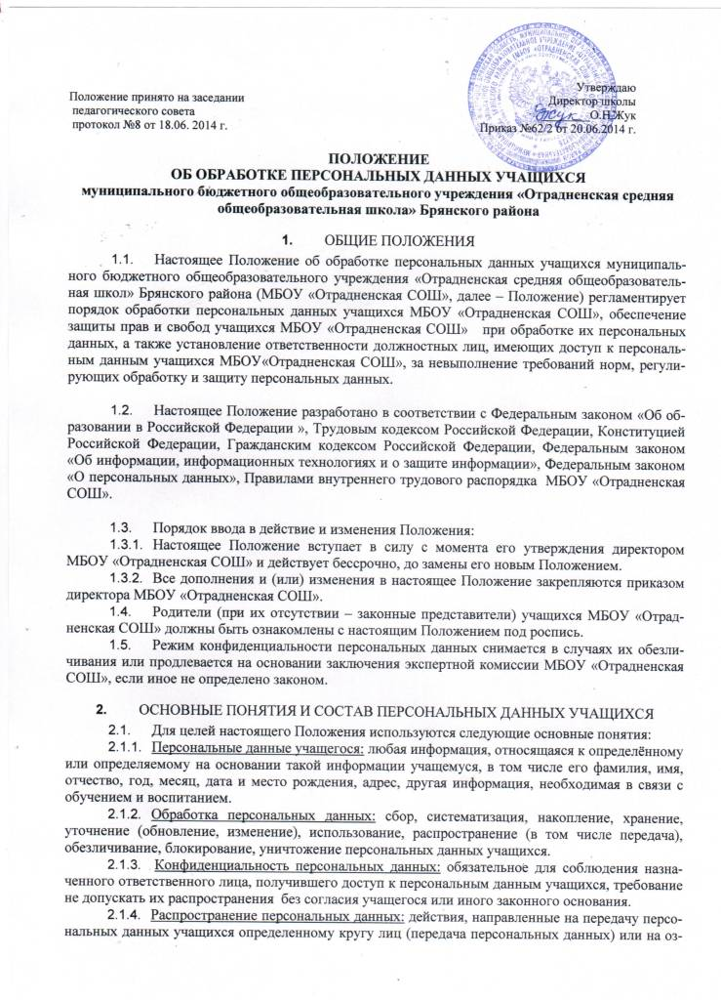 Положение принято на заседании
педагогического совета
протокол №8 от 18.06. 2014 г.
Утверждаю
Директор школы
О.Н.Жук
Приказ №62/2 от 20.06.2014 г.
ПОЛОЖЕНИЕ
ОБ ОБРАБОТКЕ ПЕРСОНАЛЬНЫХ ДАННЫХ УЧАЩИХСЯ
муниципального бюджетного общеобразовательного учреждения «Отрадненская средняя
общеобразовательная школа» Брянского района
1. ОБЩИЕ ПОЛОЖЕНИЯ
1.1. Настоящее Положение об обработке персональных данных учащихся муниципаль-
ного бюджетного общеобразовательного учреждения «Отрадненская средняя общеобразователь-
ная школ» Брянского района (МБОУ «Отрадненская СОШ», далее – Положение) регламентирует
порядок обработки персональных данных учащихся МБОУ «Отрадненская СОШ», обеспечение
защиты прав и свобод учащихся МБОУ «Отрадненская СОШ» при обработке их персональных
данных, а также установление ответственности должностных лиц, имеющих доступ к персональ-
ным данным учащихся МБОУ«Отрадненская СОШ», за невыполнение требований норм, регули-
рующих обработку и защиту персональных данных.
1.2. Настоящее Положение разработано в соответствии с Федеральным законом «Об об-
разовании в Российской Федерации », Трудовым кодексом Российской Федерации, Конституцией
Российской Федерации, Гражданским кодексом Российской Федерации, Федеральным законом
«Об информации, информационных технологиях и о защите информации», Федеральным законом
«О персональных данных», Правилами внутреннего трудового распорядка МБОУ «Отрадненская
СОШ».
1.3. Порядок ввода в действие и изменения Положения:
1.3.1. Настоящее Положение вступает в силу с момента его утверждения директором
МБОУ «Отрадненская СОШ» и действует бессрочно, до замены его новым Положением.
1.3.2. Все дополнения и (или) изменения в настоящее Положение закрепляются приказом
директора МБОУ «Отрадненская СОШ».
1.4. Родители (при их отсутствии – законные представители) учащихся МБОУ «Отрад-
ненская СОШ» должны быть ознакомлены с настоящим Положением под роспись.
1.5. Режим конфиденциальности персональных данных снимается в случаях их обезли-
чивания или продлевается на основании заключения экспертной комиссии МБОУ «Отрадненская
СОШ», если иное не определено законом.
2. ОСНОВНЫЕ ПОНЯТИЯ И СОСТАВ ПЕРСОНАЛЬНЫХ ДАННЫХ УЧАЩИХСЯ
2.1. Для целей настоящего Положения используются следующие основные понятия:
2.1.1. Персональные данные учащегося: любая информация, относящаяся к определённому
или определяемому на основании такой информации учащемуся, в том числе его фамилия, имя,
отчество, год, месяц, дата и место рождения, адрес, другая информация, необходимая в связи с
обучением и воспитанием.
2.1.2. Обработка персональных данных: сбор, систематизация, накопление, хранение,
уточнение (обновление, изменение), использование, распространение (в том числе передача),
обезличивание, блокирование, уничтожение персональных данных учащихся.
2.1.3. Конфиденциальность персональных данных: обязательное для соблюдения назна-
ченного ответственного лица, получившего доступ к персональным данным учащихся, требование
не допускать их распространения без согласия учащегося или иного законного основания.
2.1.4. Распространение персональных данных: действия, направленные на передачу персо-
нальных данных учащихся определенному кругу лиц (передача персональных данных) или на оз-